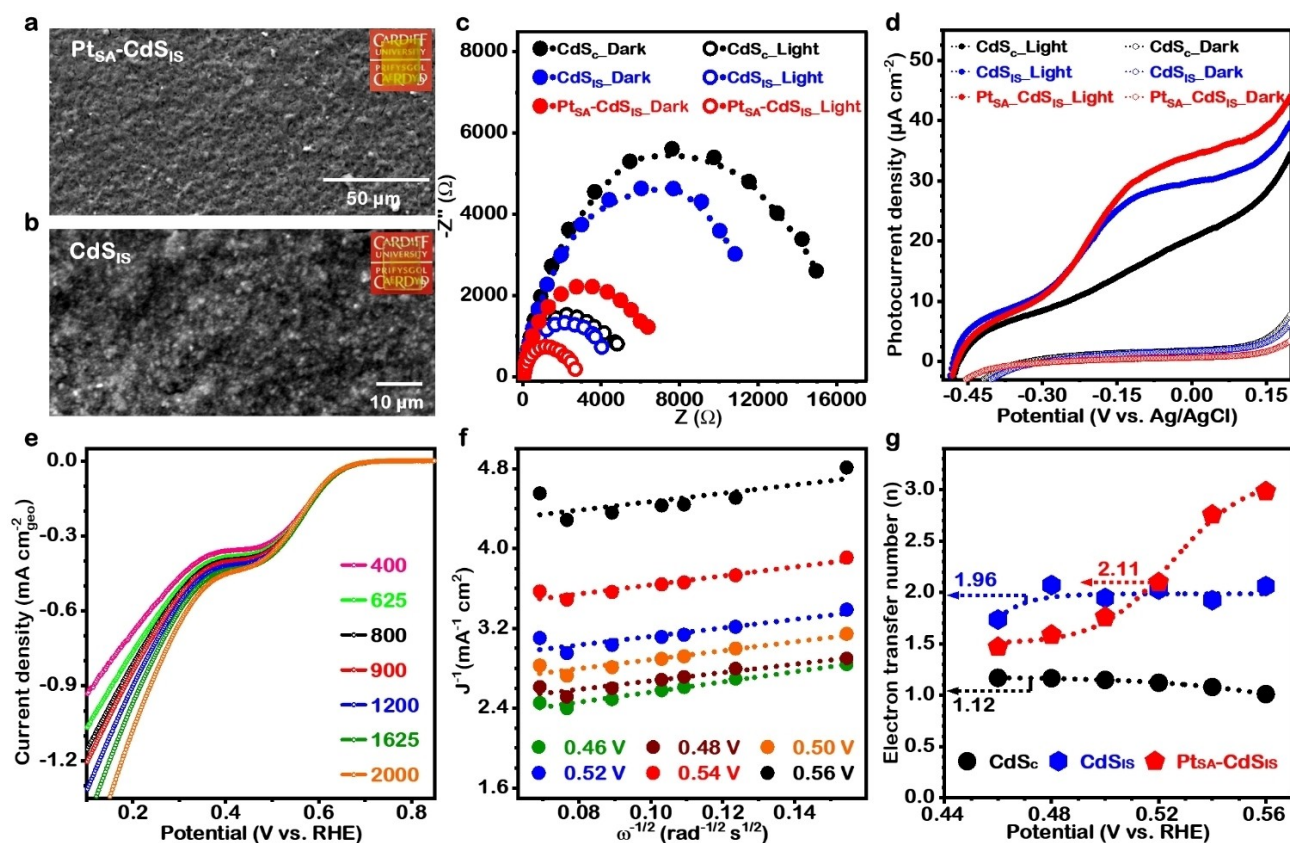 a
Pt_SA-CdS_IS
CARDIFF
UNIVERSITY
PRIFYSGOL
CAERDYDD
50 µm
b
CdS_IS
CARDIFF
UNIVERSITY
PRIFYSGOL
CAERDYDD
10 µm
c
CdS_c_Dark
CdS_c_Light
CdS_IS_Dark
CdS_IS_Light
Pt_SA-CdS_IS_Dark
Pt_SA-CdS_IS_Light
8000
6000
4000
2000
0
-Z'' (Ω)
0 4000 8000 12000 16000
Z (Ω)
d
CdS_c_Light
CdS_c_Dark
CdS_IS_Light
CdS_IS_Dark
Pt_SA_CdS_IS_Light
Pt_SA_CdS_IS_Dark
50
40
30
20
10
0
Photocurrent density (µA cm⁻²)
-0.45 -0.30 -0.15 0.00 0.15
Potential (V vs. Ag/AgCl)
e
0.0
-0.3
-0.6
-0.9
-1.2
Current density (mA cm⁻²_geo)
400
625
800
900
1200
1625
2000
0.2 0.4 0.6 0.8
Potential (V vs. RHE)
f
4.8
4.0
3.2
2.4
1.6
J⁻¹ (mA⁻¹ cm²)
0.46 V
0.48 V
0.50 V
0.52 V
0.54 V
0.56 V
0.08 0.10 0.12 0.14
ω⁻¹/² (rad⁻¹/² s¹/²)
g
3.0
2.5
2.0
1.5
1.0
0.5
0.0
Electron transfer number (n)
1.96
2.11
1.12
CdSc
CdSIS
PtSA-CdSIS
0.44 0.48 0.52 0.56
Potential (V vs. RHE)